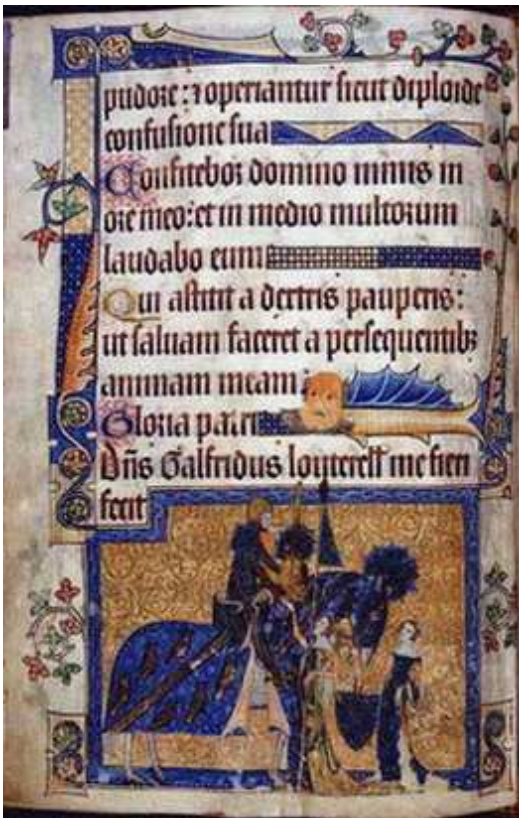 pudore: ⁊ operiantur sicut diploide
confusione sua
Confitebor domino nimis in
ore meo: et in medio multorum
laudabo eum
Qui astitit a dextris pauperis:
ut saluam faceret a persequentibꝫ
animam meam
Gloria patri
Dn̄s Galfridus louterell me fieri
fecit